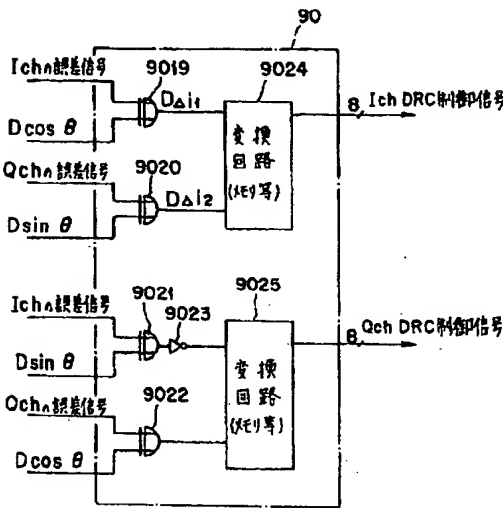 90
Ichの誤差信号
9019
9024
D△i1
8 Ich DRC制御信号
Dcos θ
変換
回路
(メモリ等)
Qchの誤差信号
9020
D△i2
Dsin θ
Ichの誤差信号
9021
9023
9025
8 Qch DRC制御信号
Dsin θ
変換
回路
(メモリ等)
9022
Qchの誤差信号
Dcos θ